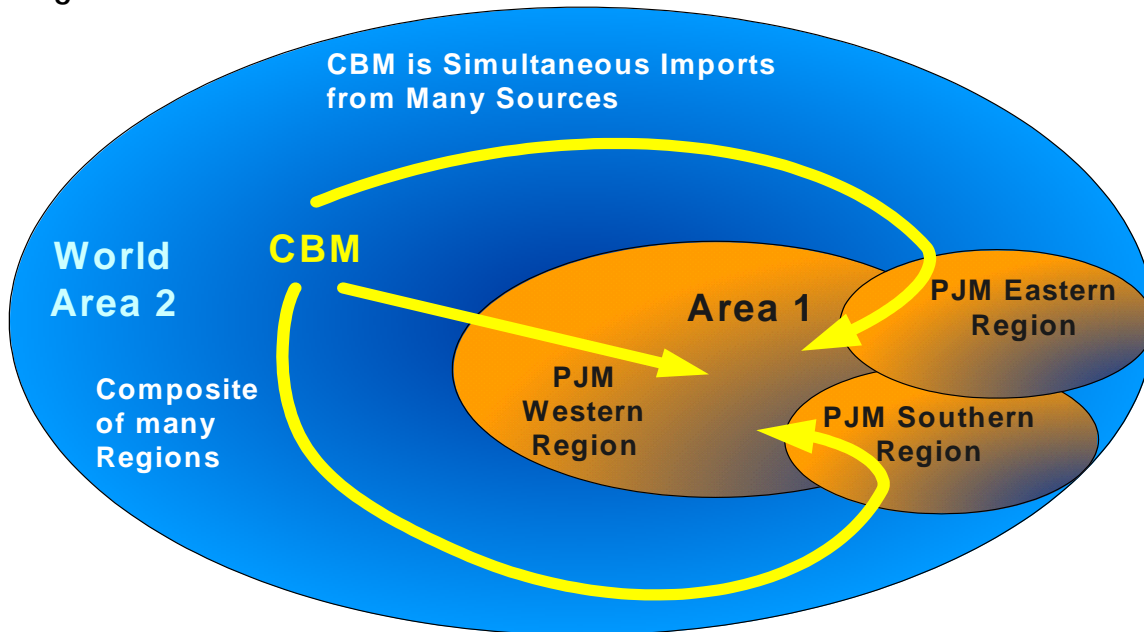 CBM is Simultaneous Imports
from Many Sources
World
Area 2
CBM
Area 1
PJM Eastern
Region
PJM
Western
Region
PJM Southern
Region
Composite
of many
Regions